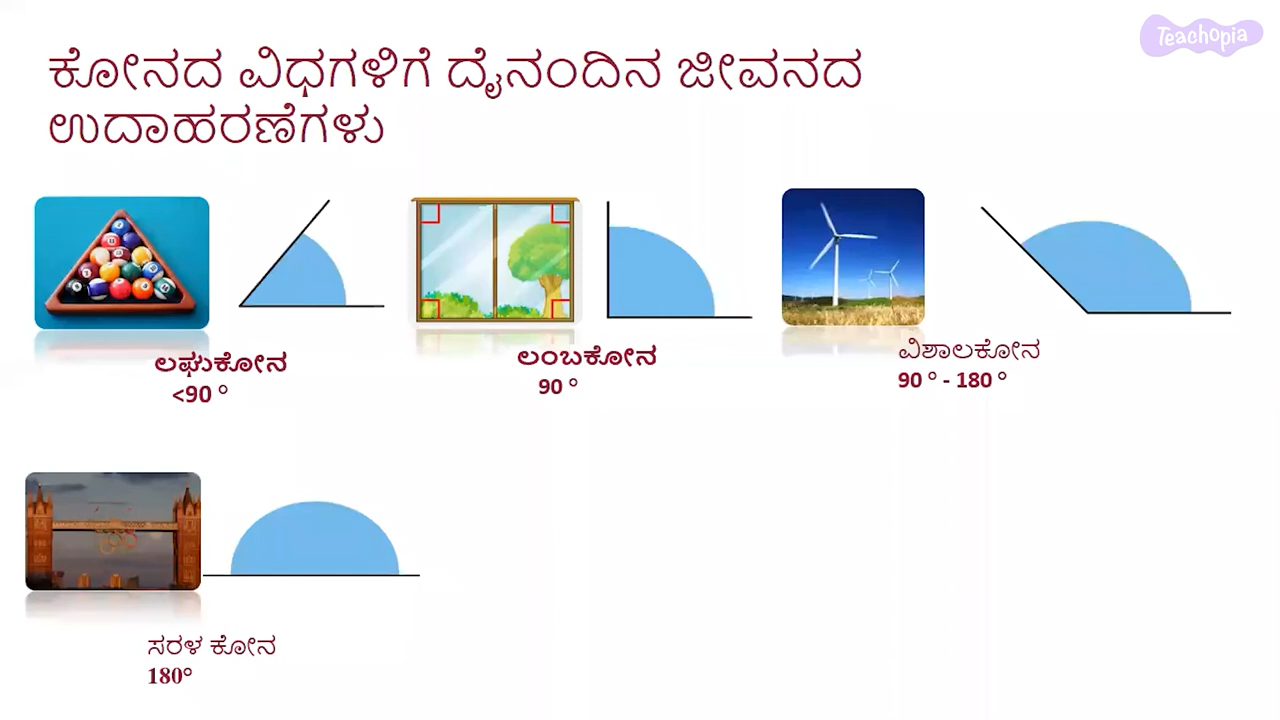 Teachopia
ಕೋನದ ವಿಧಗಳಿಗೆ ದೈನಂದಿನ ಜೀವನದ
ಉದಾಹರಣೆಗಳು
ಲಘುಕೋನ
<90 °
ಲಂಬಕೋನ
90 °
ವಿಶಾಲಕೋನ
90 ° - 180 °
ಸರಳ ಕೋನ
180°